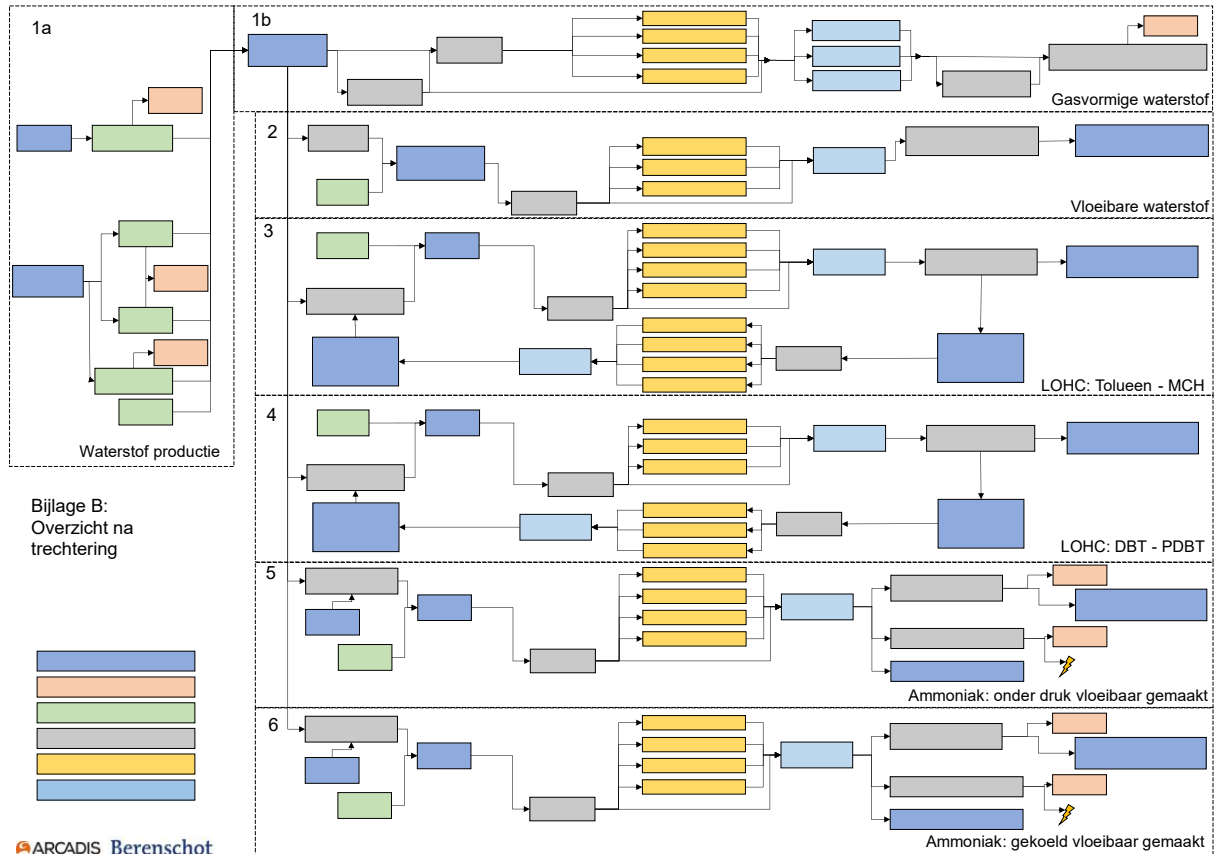 1a
1b
Gasvormige waterstof
2
Vloeibare waterstof
3
LOHC: Tolueen - MCH
Waterstof productie
4
LOHC: DBT - PDBT
Bijlage B:
Overzicht na
trechtering
5
Ammoniak: onder druk vloeibaar gemaakt
6
Ammoniak: gekoeld vloeibaar gemaakt
ARCADIS Berenschot